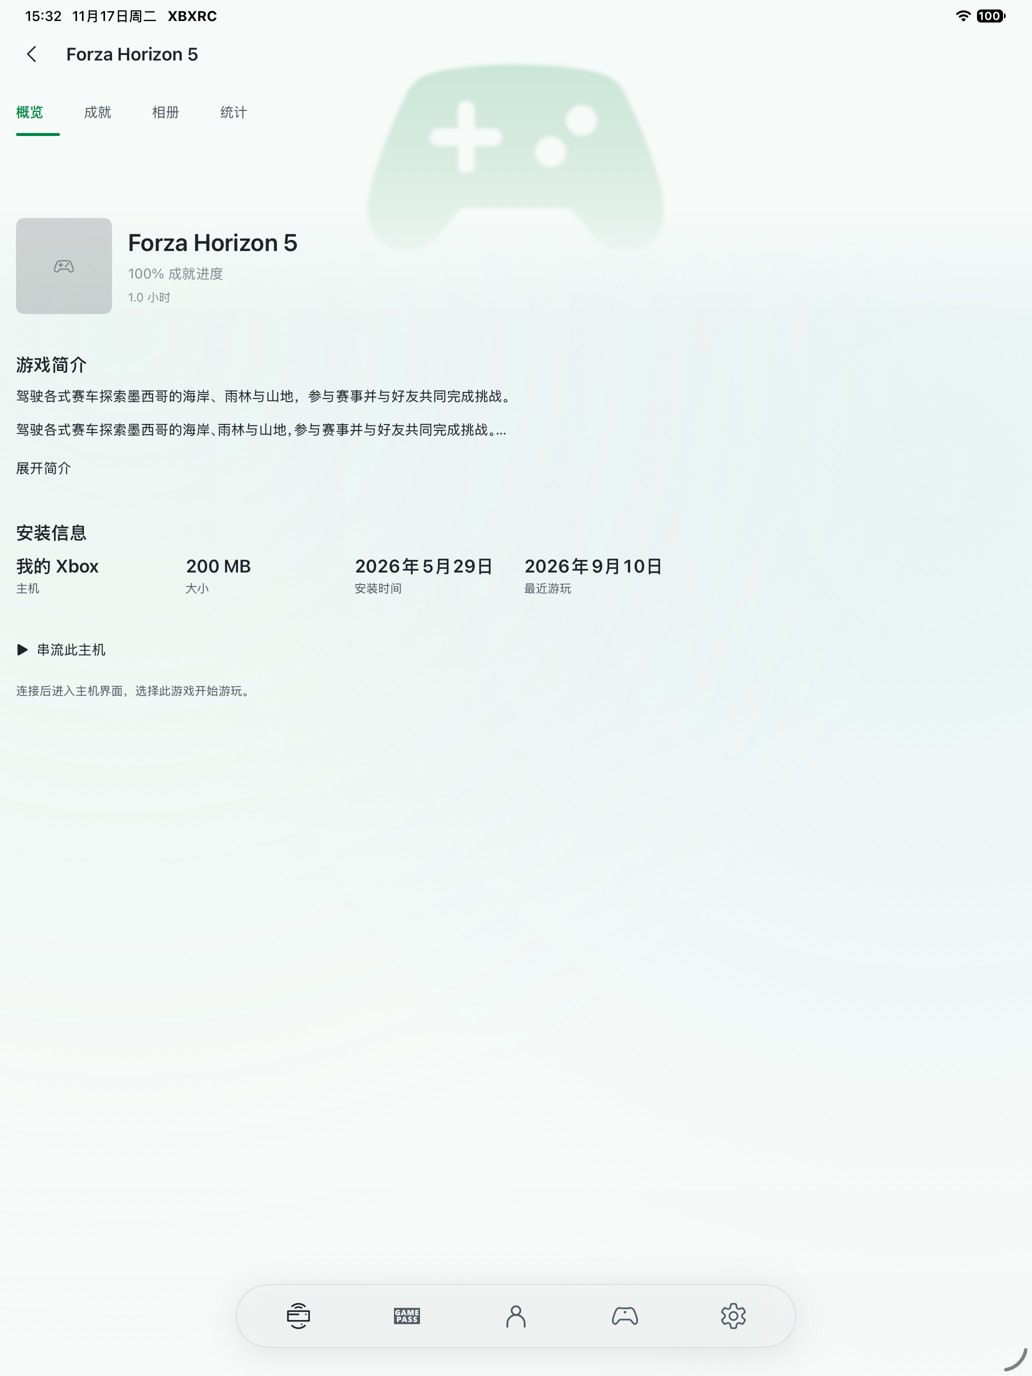 15:32 11月17日周二 XBXRC
100
Forza Horizon 5
概览 成就 相册 统计
Forza Horizon 5
100% 成就进度
1.0 小时
游戏简介
驾驶各式赛车探索墨西哥的海岸、雨林与山地，参与赛事并与好友共同完成挑战。
驾驶各式赛车探索墨西哥的海岸、雨林与山地，参与赛事并与好友共同完成挑战。...
展开简介
安装信息
我的 Xbox 200 MB 2026年5月29日 2026年9月10日
主机 大小 安装时间 最近游玩
串流此主机
连接后进入主机界面，选择此游戏开始游玩。
GAME
PASS